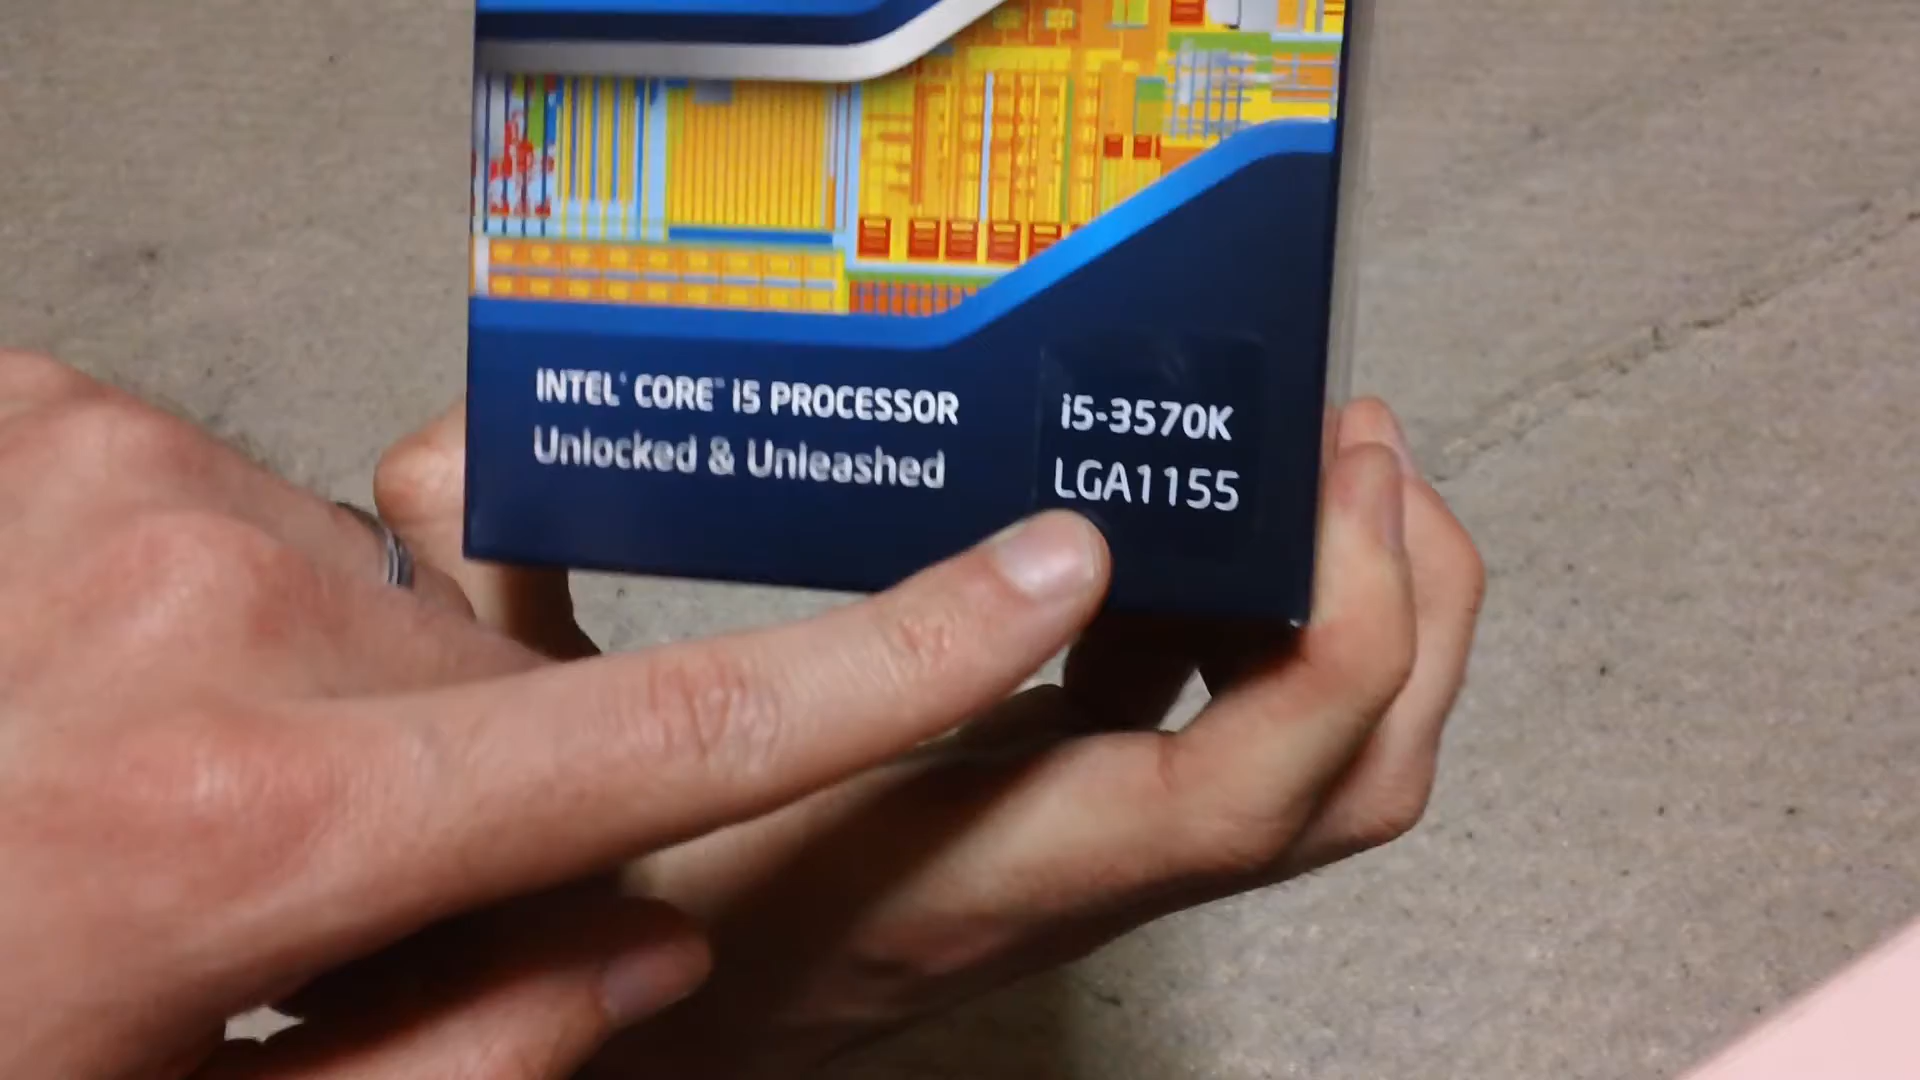 INTEL® CORE™ i5 PROCESSOR
Unlocked & Unleashed
i5-3570K
LGA1155